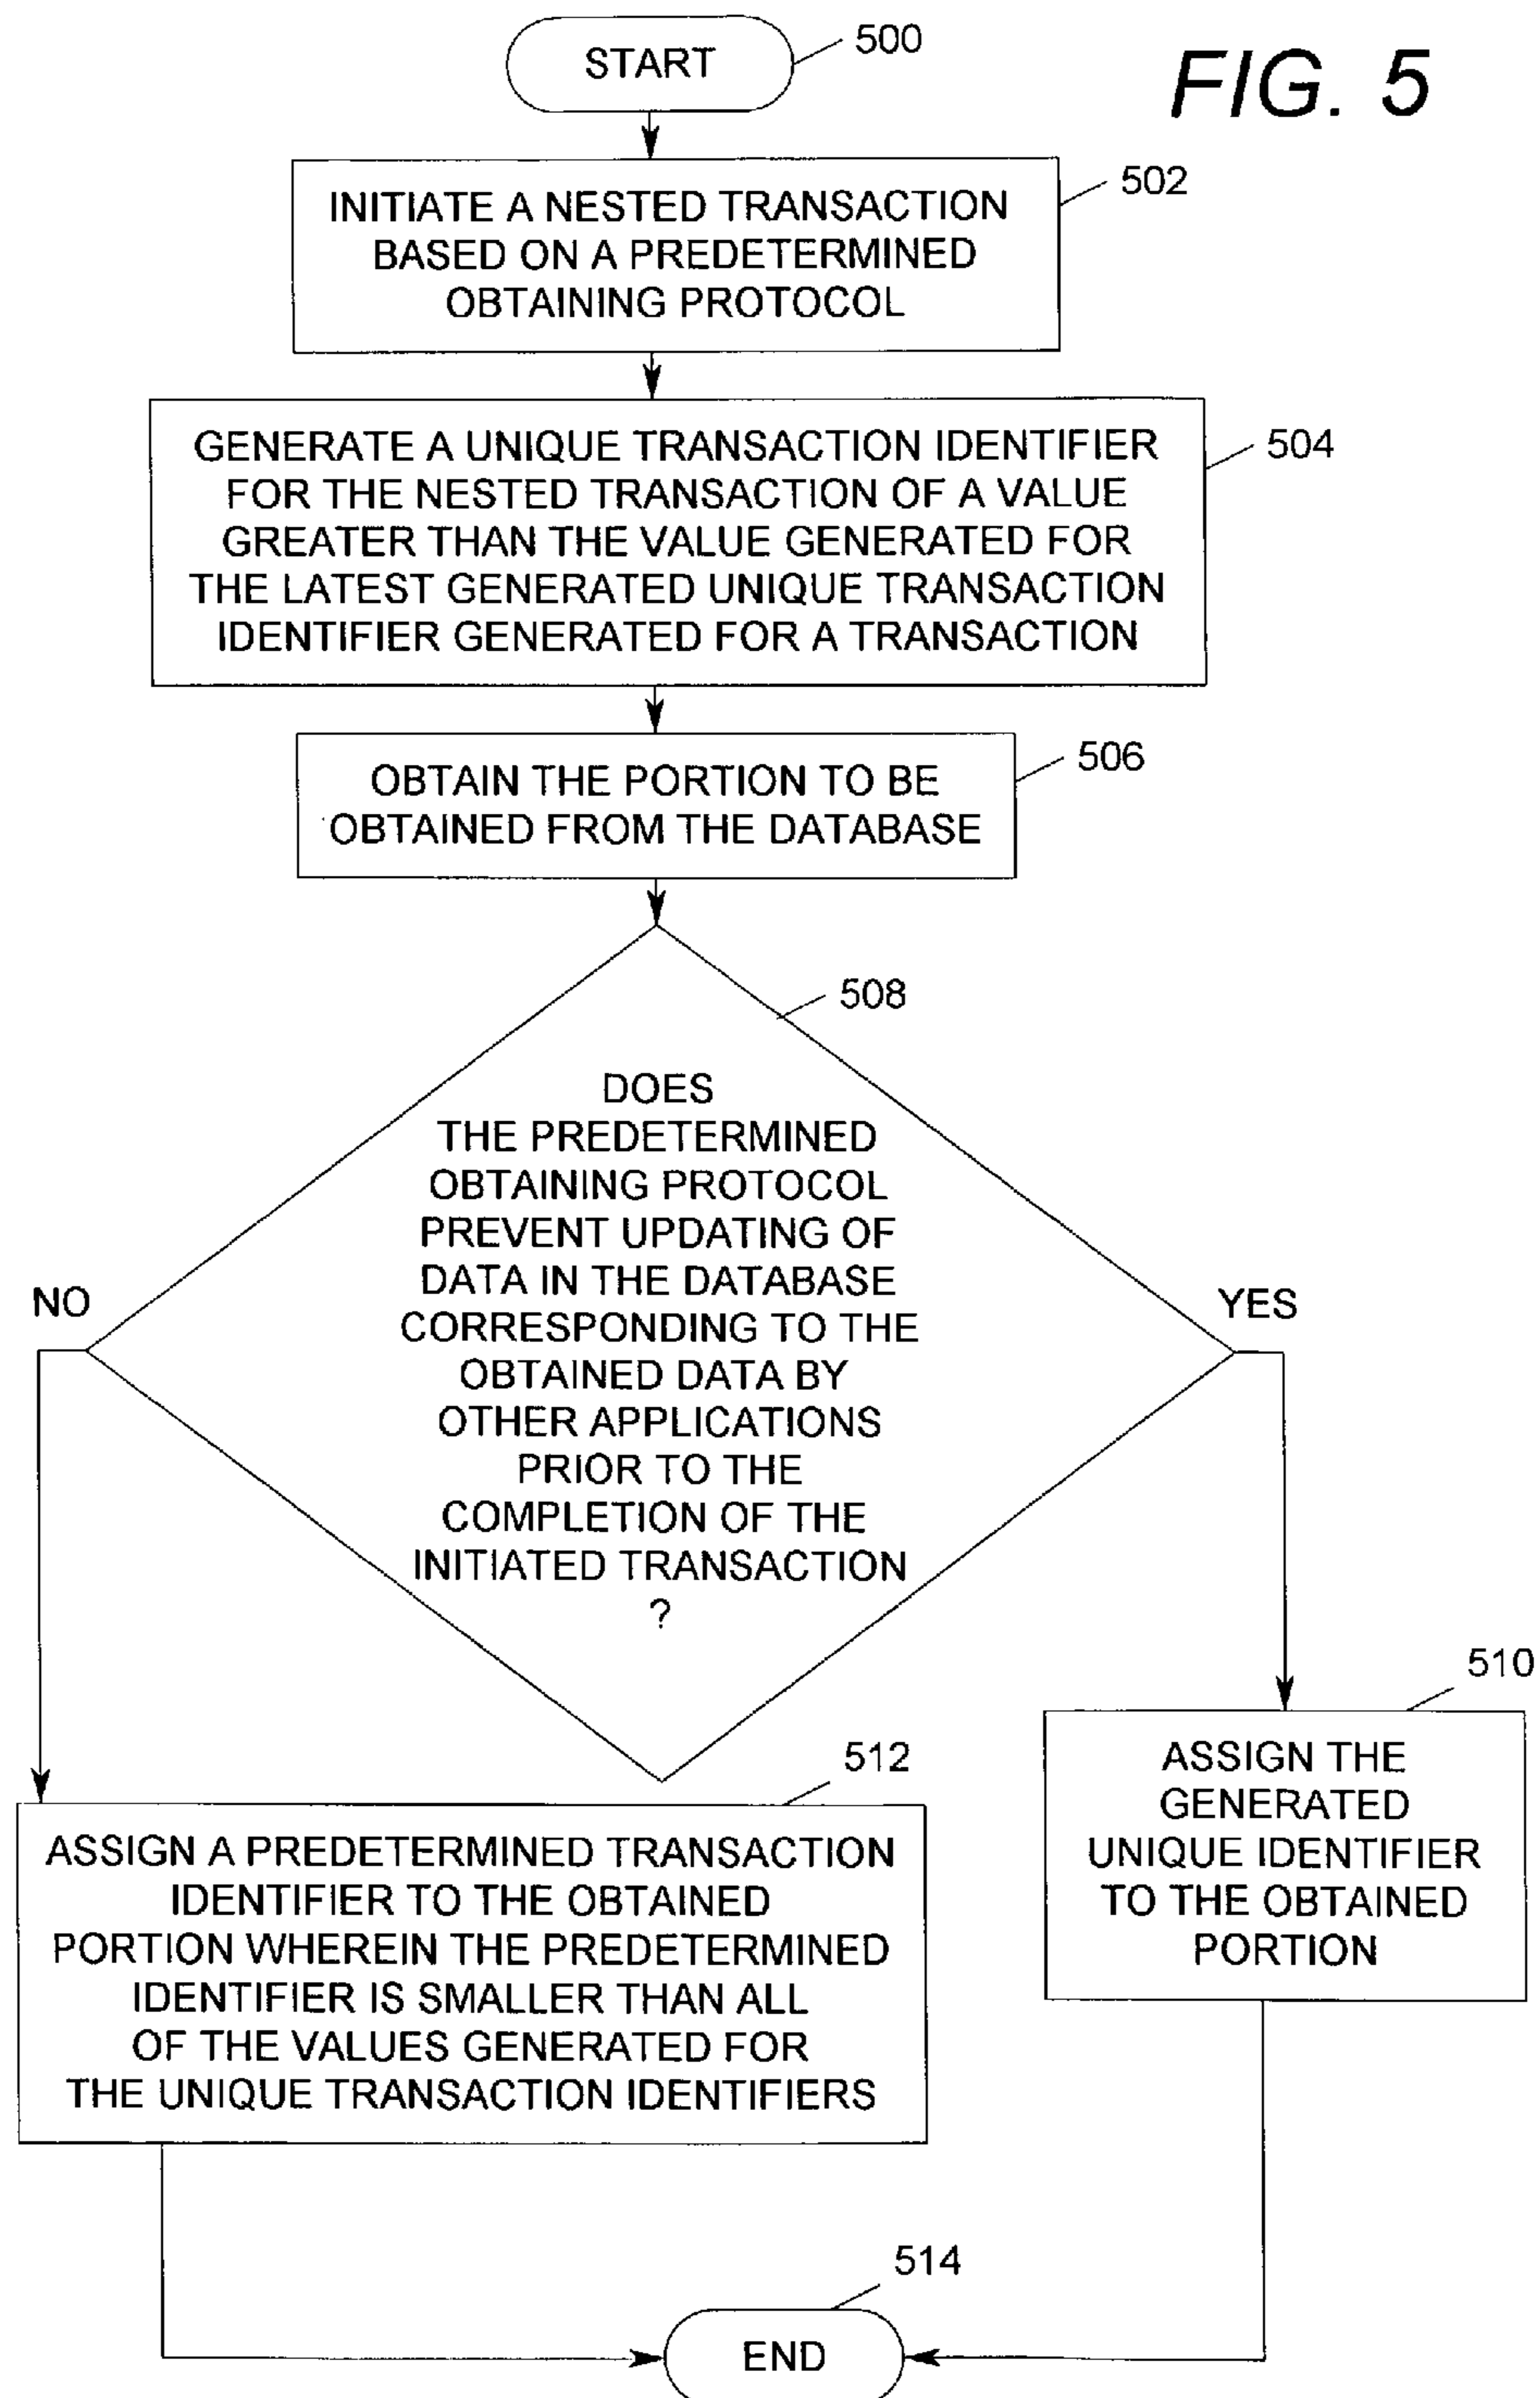 START
500
FIG. 5
502
INITIATE A NESTED TRANSACTION
BASED ON A PREDETERMINED
OBTAINING PROTOCOL
504
GENERATE A UNIQUE TRANSACTION IDENTIFIER
FOR THE NESTED TRANSACTION OF A VALUE
GREATER THAN THE VALUE GENERATED FOR
THE LATEST GENERATED UNIQUE TRANSACTION
IDENTIFIER GENERATED FOR A TRANSACTION
506
OBTAIN THE PORTION TO BE
OBTAINED FROM THE DATABASE
508
DOES
THE PREDETERMINED
OBTAINING PROTOCOL
PREVENT UPDATING OF
DATA IN THE DATABASE
CORRESPONDING TO THE
OBTAINED DATA BY
OTHER APPLICATIONS
PRIOR TO THE
COMPLETION OF THE
INITIATED TRANSACTION
?
NO
YES
510
ASSIGN THE
GENERATED
UNIQUE IDENTIFIER
TO THE OBTAINED
PORTION
512
ASSIGN A PREDETERMINED TRANSACTION
IDENTIFIER TO THE OBTAINED
PORTION WHEREIN THE PREDETERMINED
IDENTIFIER IS SMALLER THAN ALL
OF THE VALUES GENERATED FOR
THE UNIQUE TRANSACTION IDENTIFIERS
514
END